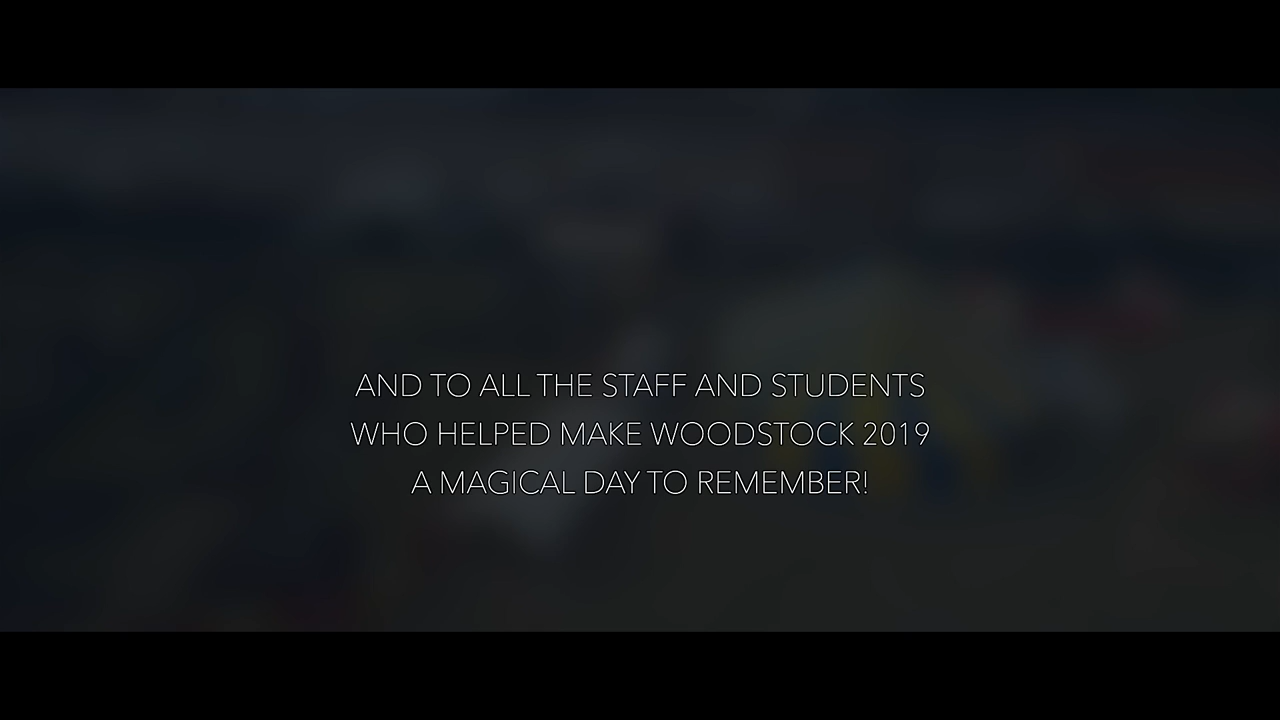 AND TO ALL THE STAFF AND STUDENTS
WHO HELPED MAKE WOODSTOCK 2019
A MAGICAL DAY TO REMEMBER!